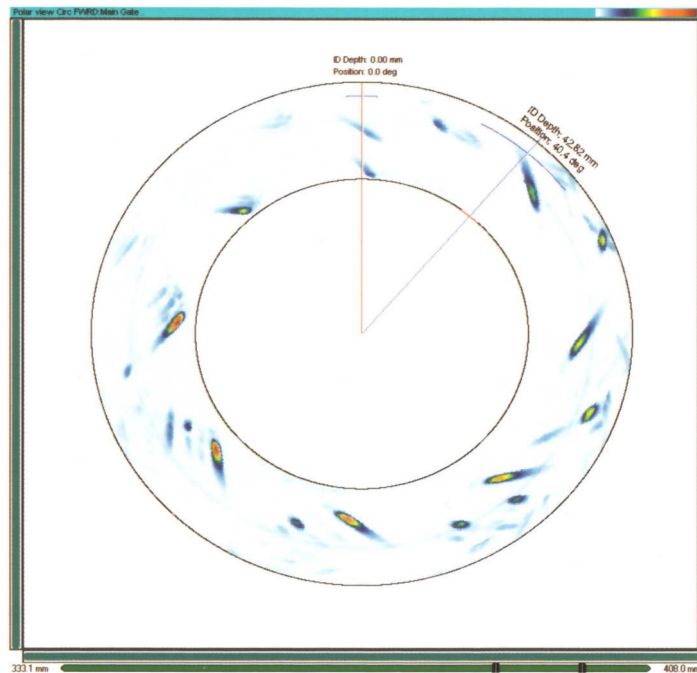 Polar view Circ FWRD:Main Gate
ID Depth: 0.00 mm
Position: 0.0 deg
ID Depth: 42.82 mm
Position: 40.4 deg
333.1 mm
408.0 mm